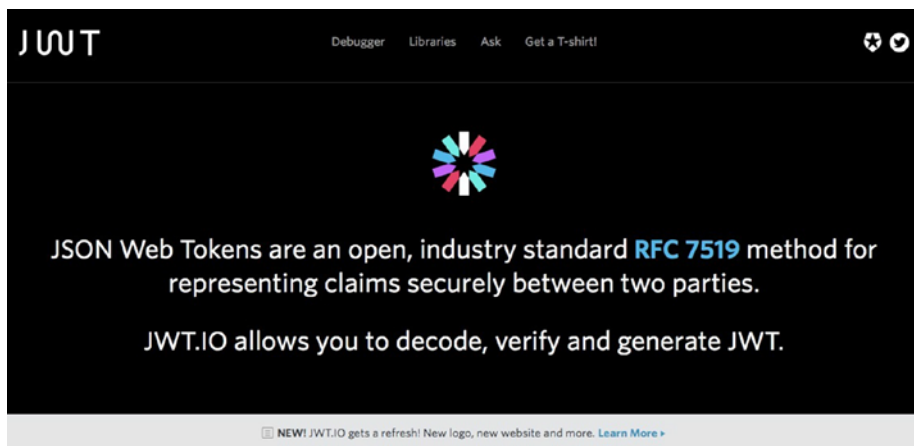 JWT
Debugger Libraries Ask Get a T-shirt!
JSON Web Tokens are an open, industry standard RFC 7519 method for
representing claims securely between two parties.
JWT.IO allows you to decode, verify and generate JWT.
NEW! JWT.IO gets a refresh! New logo, new website and more. Learn More ▸